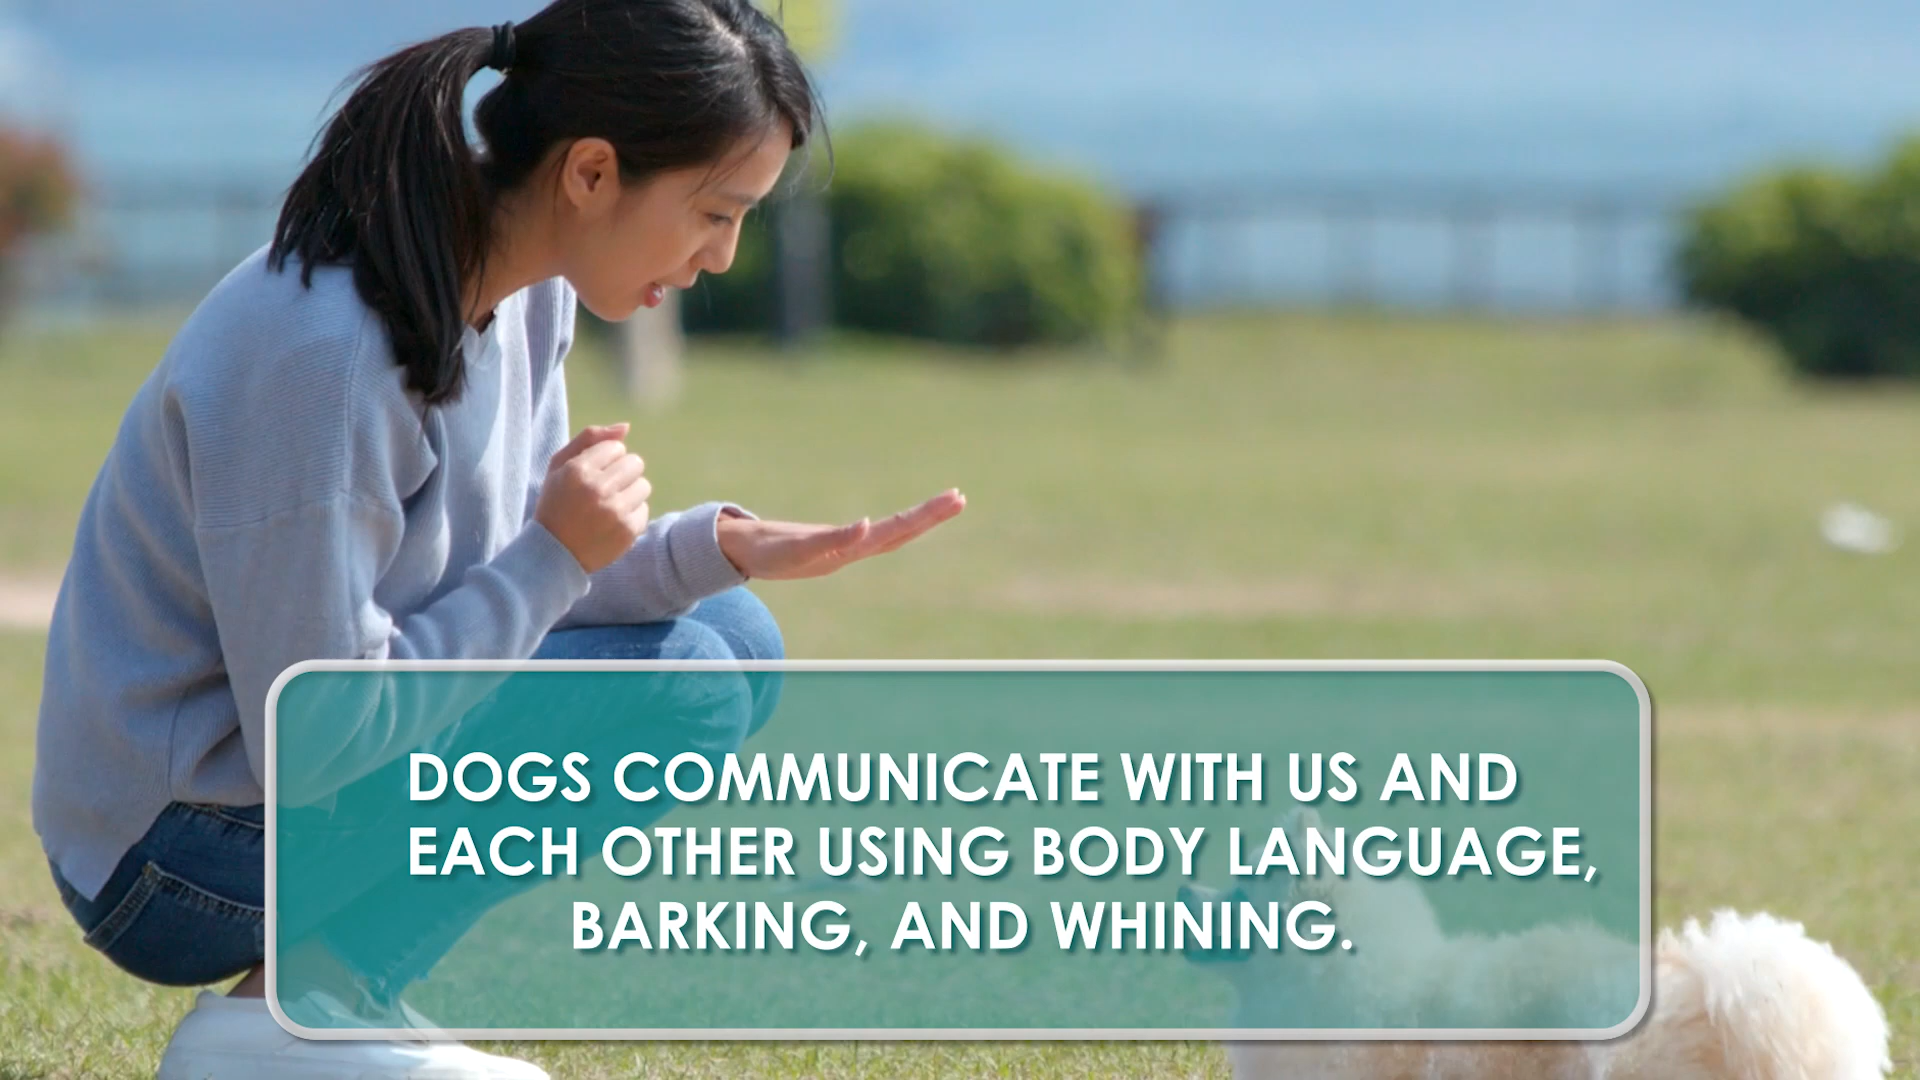 DOGS COMMUNICATE WITH US AND
EACH OTHER USING BODY LANGUAGE,
BARKING, AND WHINING.